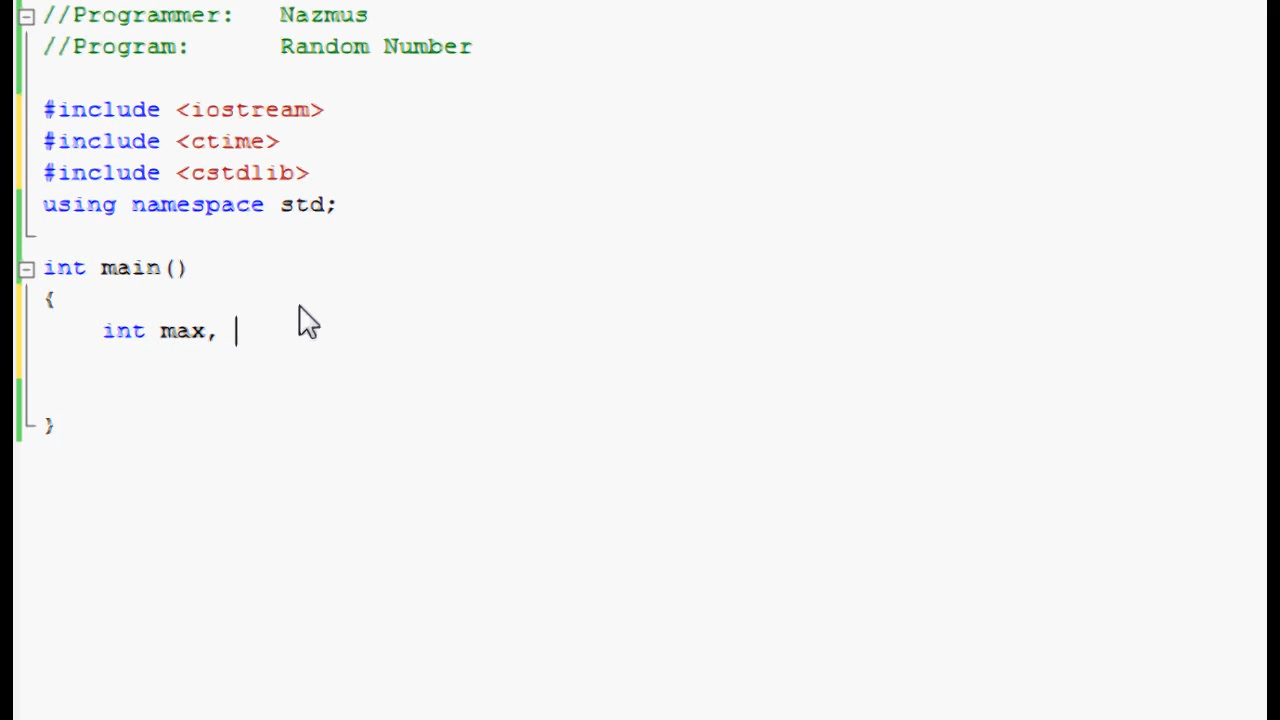 //Programmer:   Nazmus
//Program:      Random Number
#include <iostream>
#include <ctime>
#include <cstdlib>
using namespace std;
int main()
{
    int max,
}